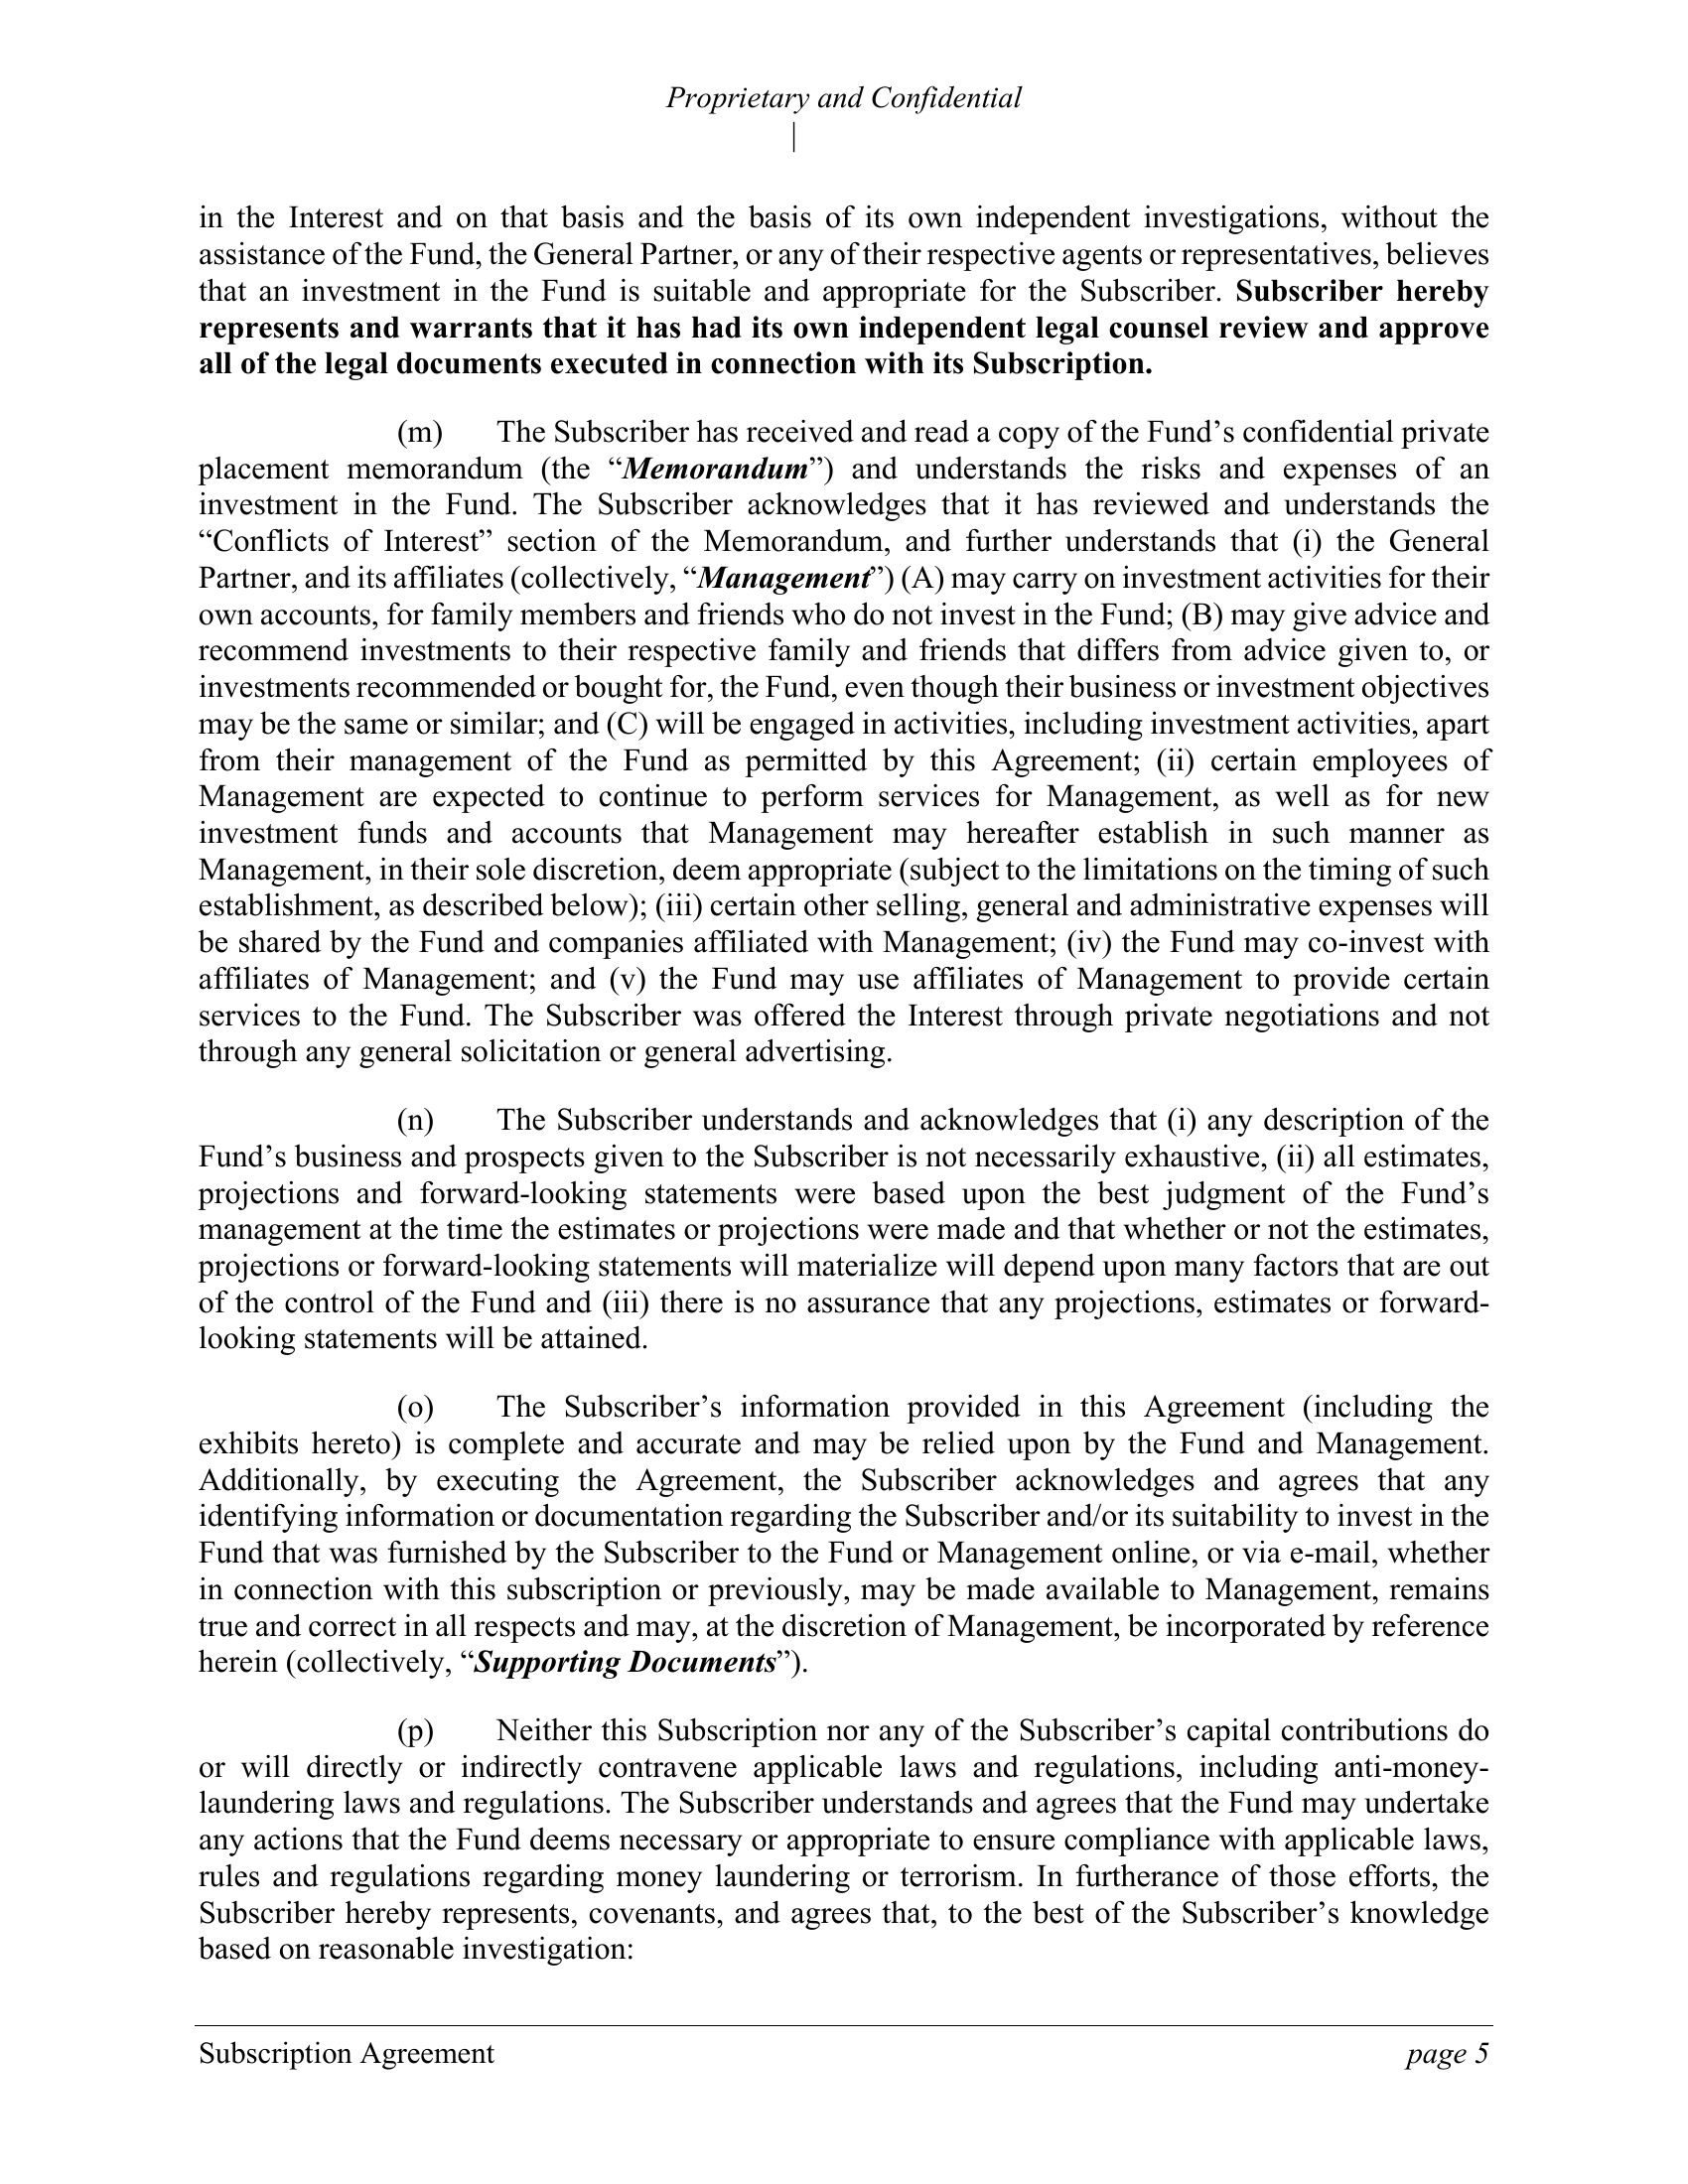 Proprietary and Confidential
|
in the Interest and on that basis and the basis of its own independent investigations, without the
assistance of the Fund, the General Partner, or any of their respective agents or representatives, believes
that an investment in the Fund is suitable and appropriate for the Subscriber. Subscriber hereby
represents and warrants that it has had its own independent legal counsel review and approve
all of the legal documents executed in connection with its Subscription.
(m) The Subscriber has received and read a copy of the Fund’s confidential private
placement memorandum (the “Memorandum”) and understands the risks and expenses of an
investment in the Fund. The Subscriber acknowledges that it has reviewed and understands the
“Conflicts of Interest” section of the Memorandum, and further understands that (i) the General
Partner, and its affiliates (collectively, “Management”) (A) may carry on investment activities for their
own accounts, for family members and friends who do not invest in the Fund; (B) may give advice and
recommend investments to their respective family and friends that differs from advice given to, or
investments recommended or bought for, the Fund, even though their business or investment objectives
may be the same or similar; and (C) will be engaged in activities, including investment activities, apart
from their management of the Fund as permitted by this Agreement; (ii) certain employees of
Management are expected to continue to perform services for Management, as well as for new
investment funds and accounts that Management may hereafter establish in such manner as
Management, in their sole discretion, deem appropriate (subject to the limitations on the timing of such
establishment, as described below); (iii) certain other selling, general and administrative expenses will
be shared by the Fund and companies affiliated with Management; (iv) the Fund may co-invest with
affiliates of Management; and (v) the Fund may use affiliates of Management to provide certain
services to the Fund. The Subscriber was offered the Interest through private negotiations and not
through any general solicitation or general advertising.
(n) The Subscriber understands and acknowledges that (i) any description of the
Fund’s business and prospects given to the Subscriber is not necessarily exhaustive, (ii) all estimates,
projections and forward-looking statements were based upon the best judgment of the Fund’s
management at the time the estimates or projections were made and that whether or not the estimates,
projections or forward-looking statements will materialize will depend upon many factors that are out
of the control of the Fund and (iii) there is no assurance that any projections, estimates or forward-
looking statements will be attained.
(o) The Subscriber’s information provided in this Agreement (including the
exhibits hereto) is complete and accurate and may be relied upon by the Fund and Management.
Additionally, by executing the Agreement, the Subscriber acknowledges and agrees that any
identifying information or documentation regarding the Subscriber and/or its suitability to invest in the
Fund that was furnished by the Subscriber to the Fund or Management online, or via e-mail, whether
in connection with this subscription or previously, may be made available to Management, remains
true and correct in all respects and may, at the discretion of Management, be incorporated by reference
herein (collectively, “Supporting Documents”).
(p) Neither this Subscription nor any of the Subscriber’s capital contributions do
or will directly or indirectly contravene applicable laws and regulations, including anti-money-
laundering laws and regulations. The Subscriber understands and agrees that the Fund may undertake
any actions that the Fund deems necessary or appropriate to ensure compliance with applicable laws,
rules and regulations regarding money laundering or terrorism. In furtherance of those efforts, the
Subscriber hereby represents, covenants, and agrees that, to the best of the Subscriber’s knowledge
based on reasonable investigation:
Subscription Agreement page 5